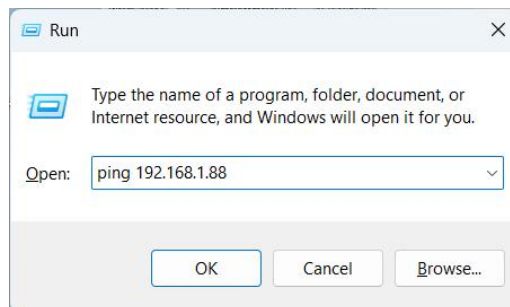 Run
Type the name of a program, folder, document, or
Internet resource, and Windows will open it for you.
Open: ping 192.168.1.88
OK Cancel Browse...